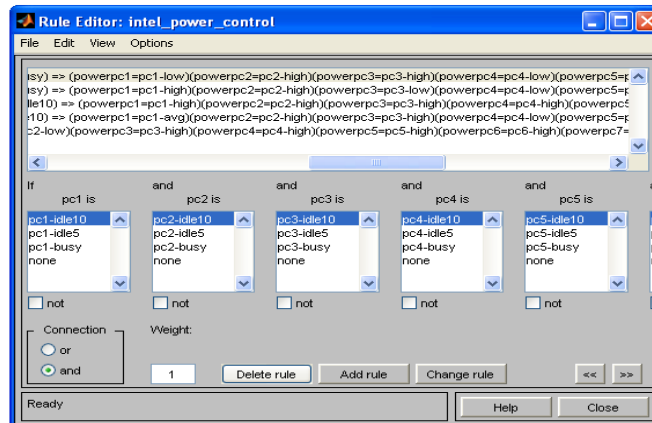 Rule Editor: intel_power_control
File Edit View Options
usy) => (powerpc1=pc1-low)(powerpc2=pc2-high)(powerpc3=pc3-high)(powerpc4=pc4-low)(powerpc5=p
usy) => (powerpc1=pc1-high)(powerpc2=pc2-high)(powerpc3=pc3-low)(powerpc4=pc4-low)(powerpc5=p
lle10) => (powerpc1=pc1-high)(powerpc2=pc2-high)(powerpc3=pc3-high)(powerpc4=pc4-high)(powerpc5
e10) => (powerpc1=pc1-avg)(powerpc2=pc2-high)(powerpc3=pc3-high)(powerpc4=pc4-low)(powerpc5=p
c2-low)(powerpc3=pc3-high)(powerpc4=pc4-high)(powerpc5=pc5-high)(powerpc6=pc6-high)(powerpc7=
If and and and and
pc1 is pc2 is pc3 is pc4 is pc5 is
pc1-idle10 pc2-idle10 pc3-idle10 pc4-idle10 pc5-idle10
pc1-idle5 pc2-idle5 pc3-idle5 pc4-idle5 pc5-idle5
pc1-busy pc2-busy pc3-busy pc4-busy pc5-busy
none none none none none
not not not not not
Connection Weight:
or
and 1 Delete rule Add rule Change rule << >>
Ready Help Close